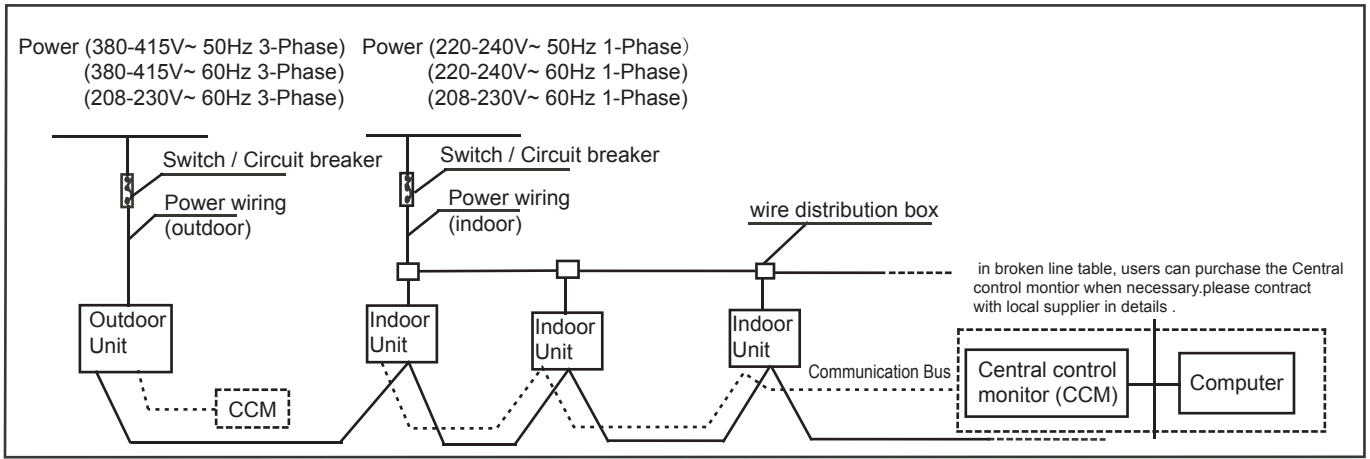 Power (380-415V~ 50Hz 3-Phase)
(380-415V~ 60Hz 3-Phase)
(208-230V~ 60Hz 3-Phase)
Power (220-240V~ 50Hz 1-Phase）
(220-240V~ 60Hz 1-Phase)
(208-230V~ 60Hz 1-Phase)
Switch / Circuit breaker
Power wiring
(outdoor)
Switch / Circuit breaker
Power wiring
(indoor)
wire distribution box
in broken line table, users can purchase the Central
control montior when necessary.please contract
with local supplier in details .
Outdoor
Unit
Indoor
Unit
Indoor
Unit
Indoor
Unit
CCM
Communication Bus
Central control
monitor (CCM)
Computer